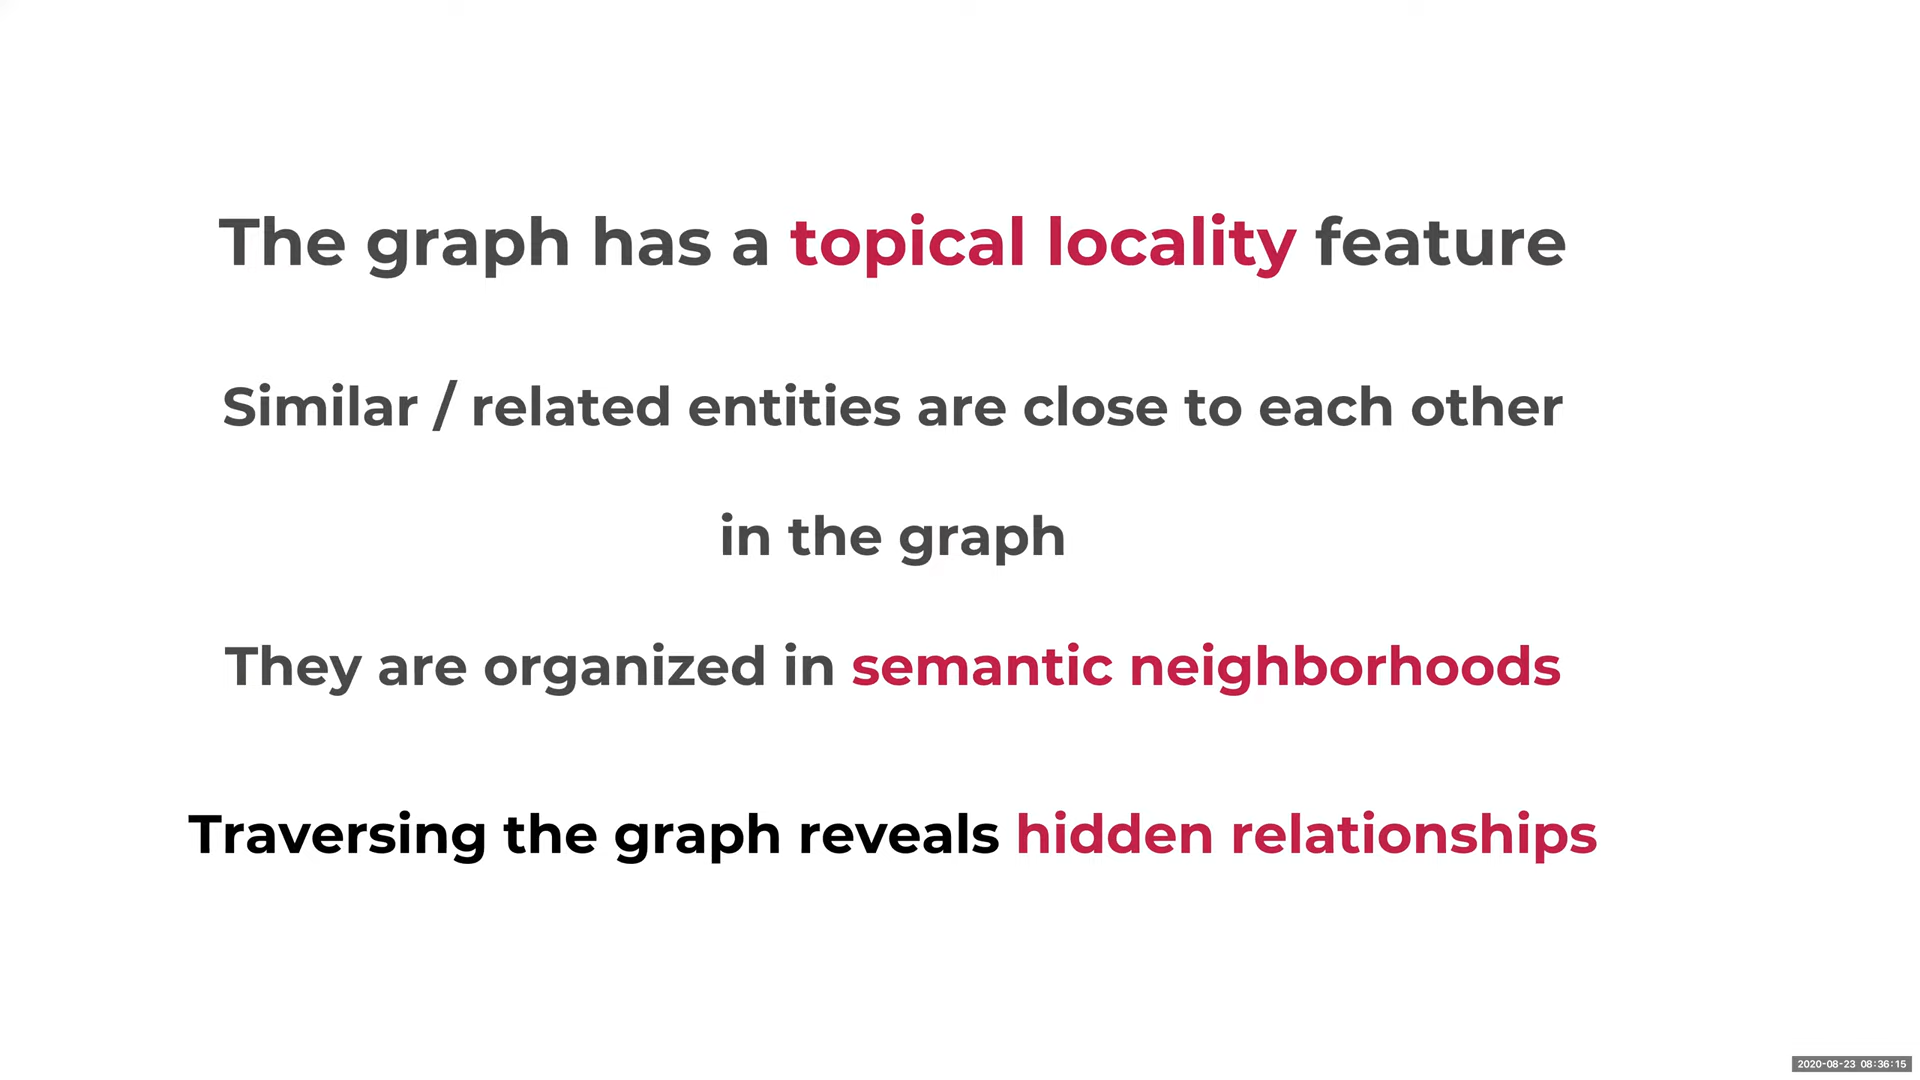 The graph has a topical locality feature
Similar / related entities are close to each other
in the graph
They are organized in semantic neighborhoods
Traversing the graph reveals hidden relationships
2020-08-23 08:36:15